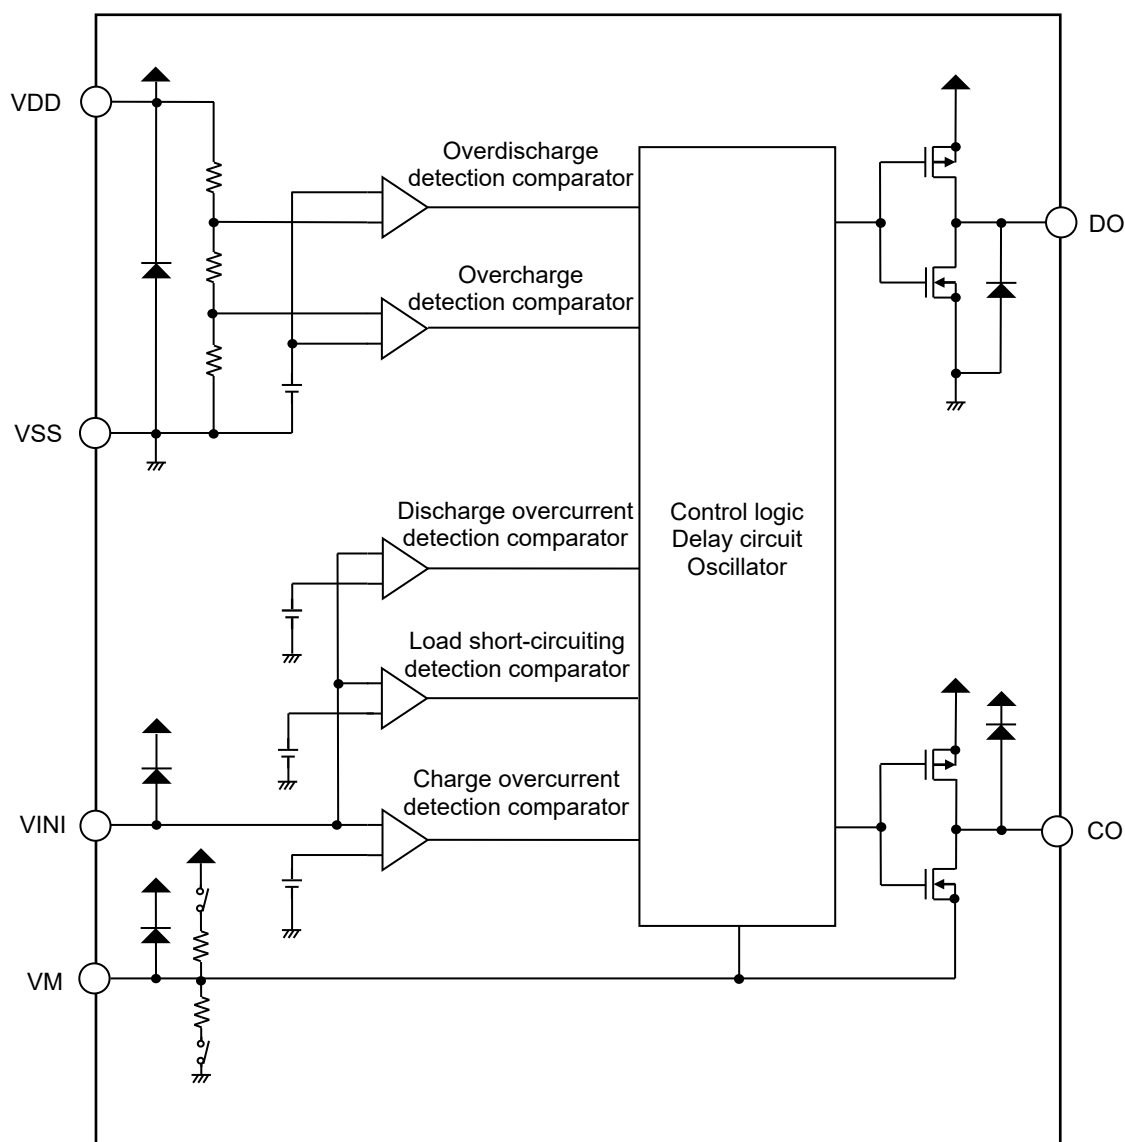 VDD
Overdischarge
detection comparator
DO
Overcharge
detection comparator
VSS
Discharge overcurrent
detection comparator
Control logic
Delay circuit
Oscillator
Load short-circuiting
detection comparator
Charge overcurrent
detection comparator
VINI
CO
VM